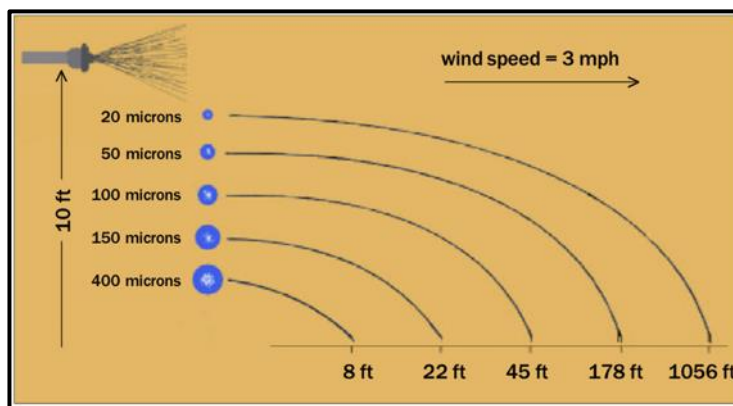 wind speed = 3 mph
20 microns
50 microns
100 microns
150 microns
400 microns
10 ft
8 ft
22 ft
45 ft
178 ft
1056 ft